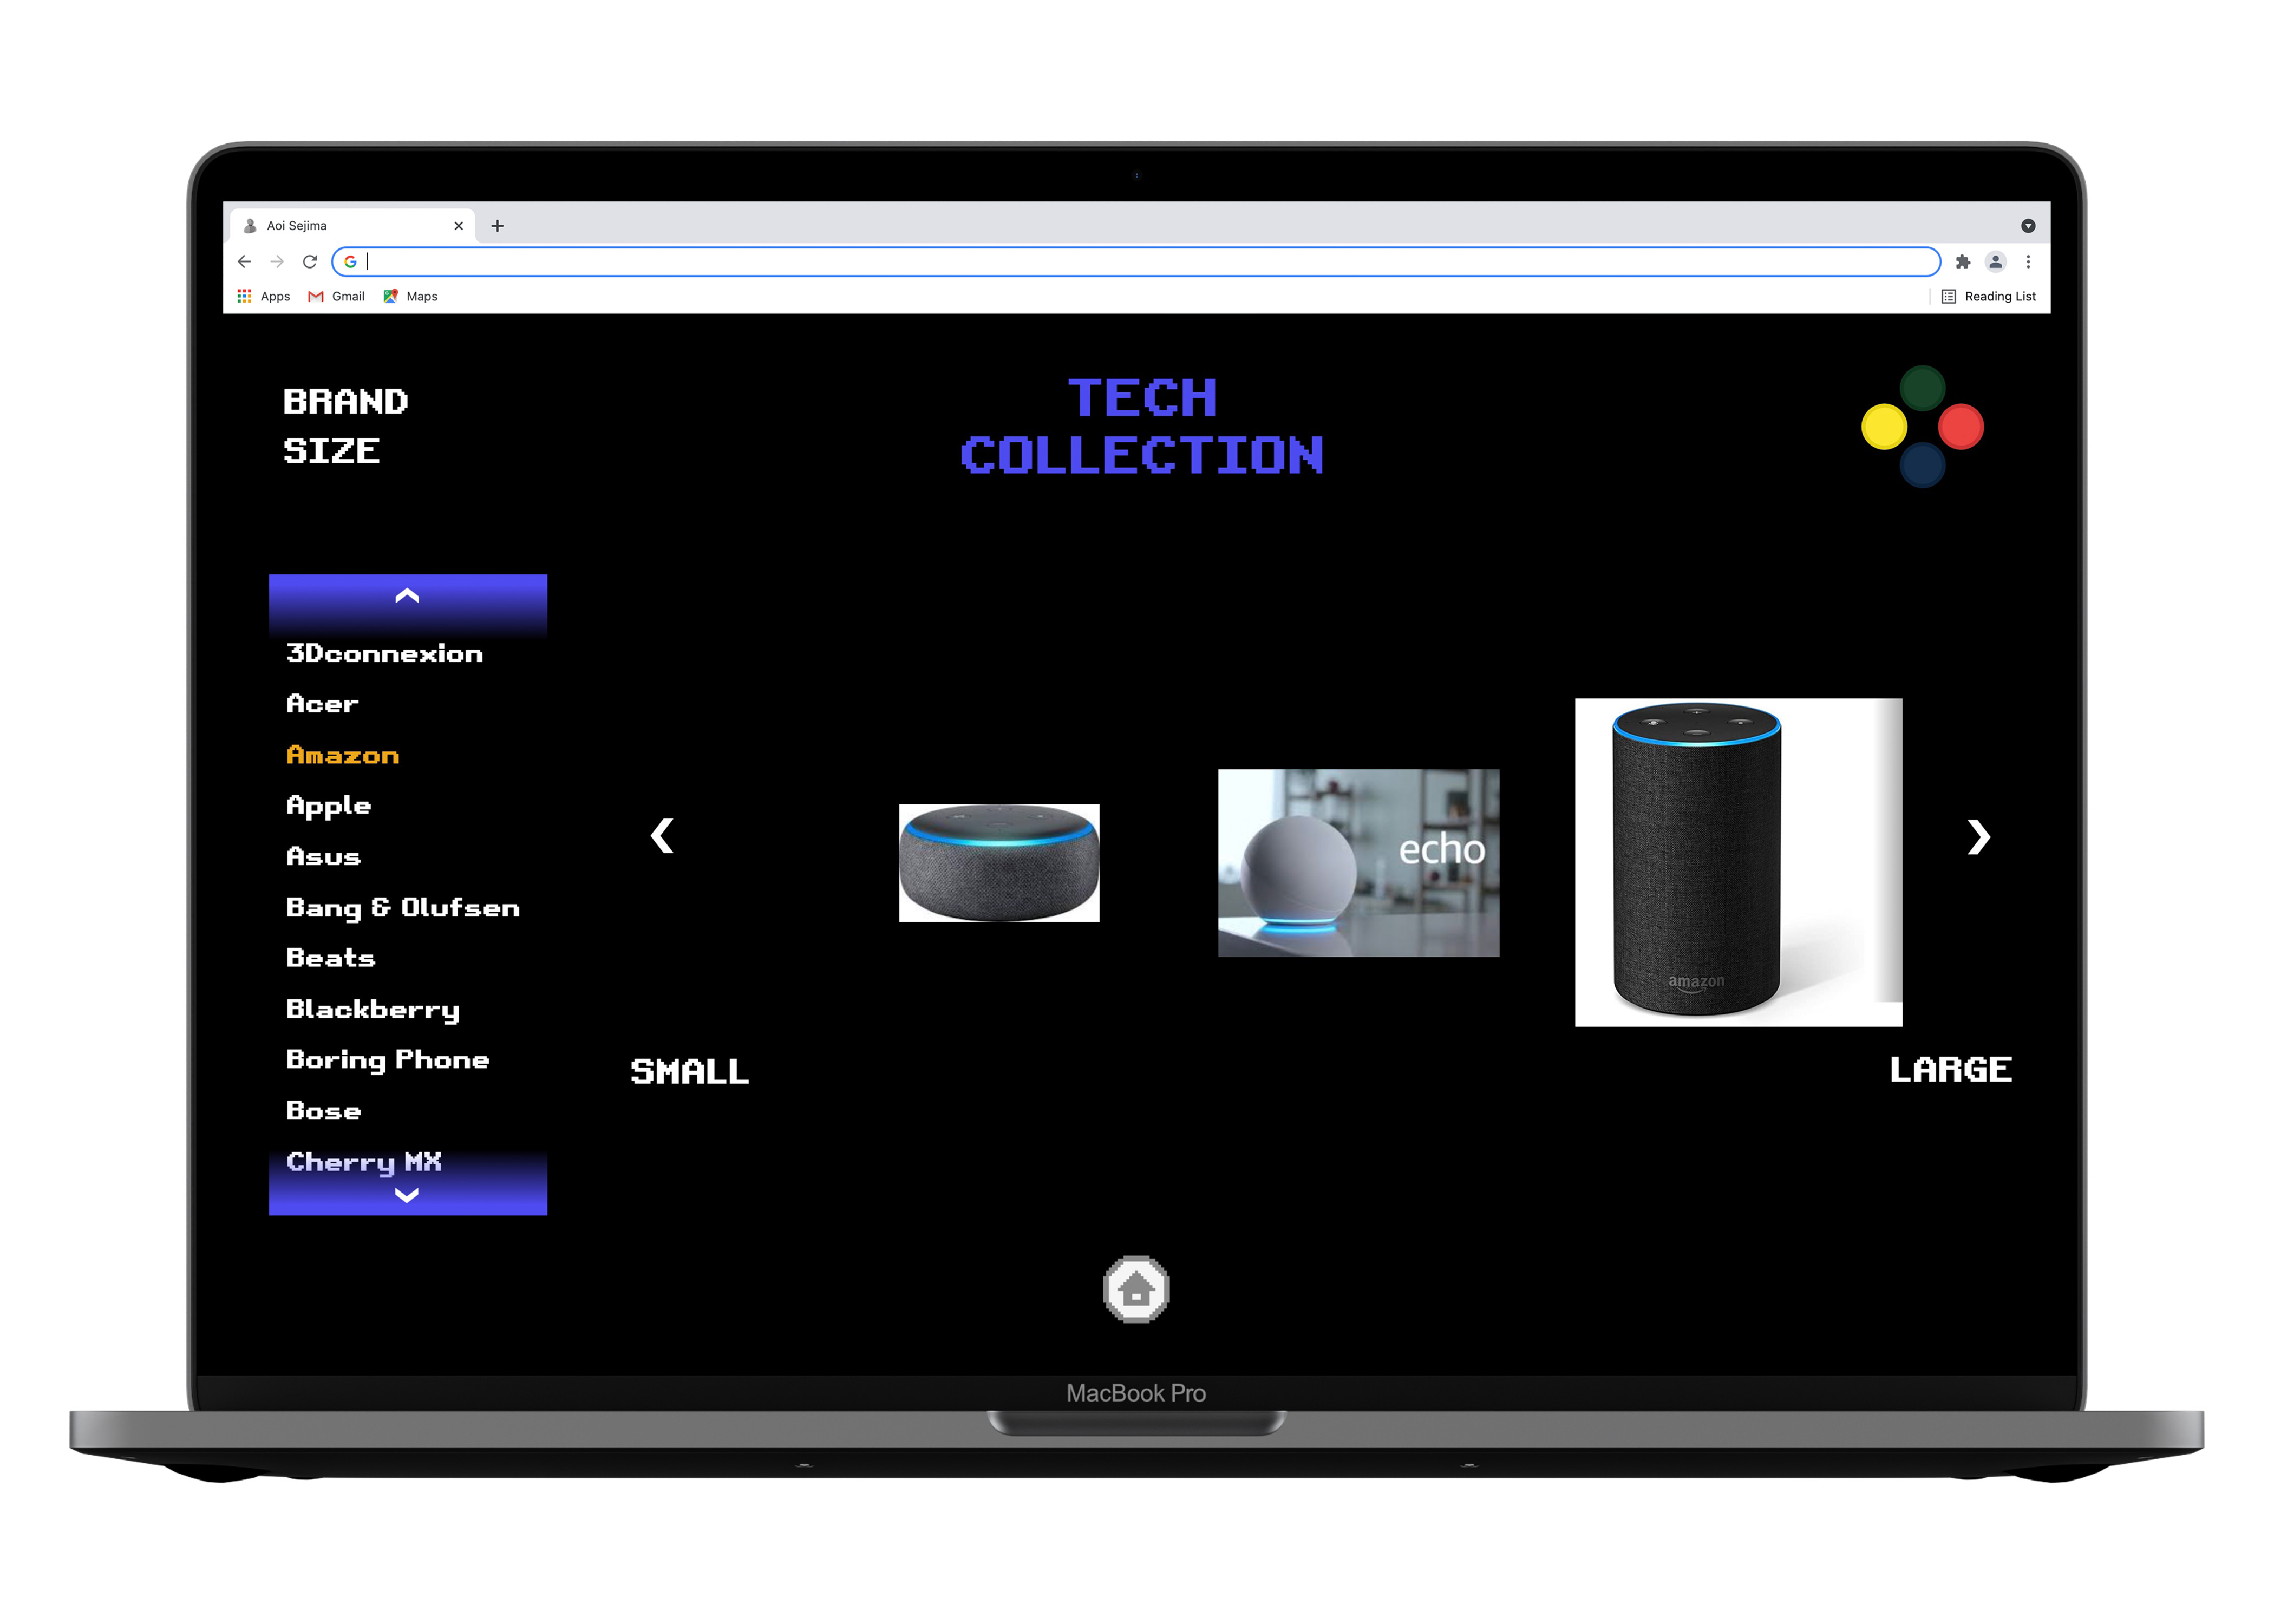 Aoi Sejima
Apps Gmail Maps Reading List
BRAND
SIZE
TECH
COLLECTION
3Dconnexion
Acer
Amazon
Apple
Asus
Bang & Olufsen
Beats
Blackberry
Boring Phone
Bose
Cherry MX
echo
amazon
SMALL
LARGE
MacBook Pro